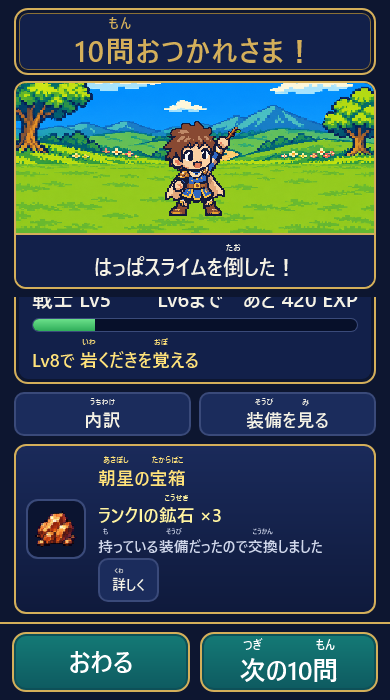 10問おつかれさま！
はっぱスライムを倒した！
戦士 Lv5 Lv6まで あと 420 EXP
Lv8で 岩くだきを覚える
内訳 装備を見る
朝星の宝箱
ランクIの鉱石 ×3
持っている装備だったので交換しました
詳しく
おわる 次の10問